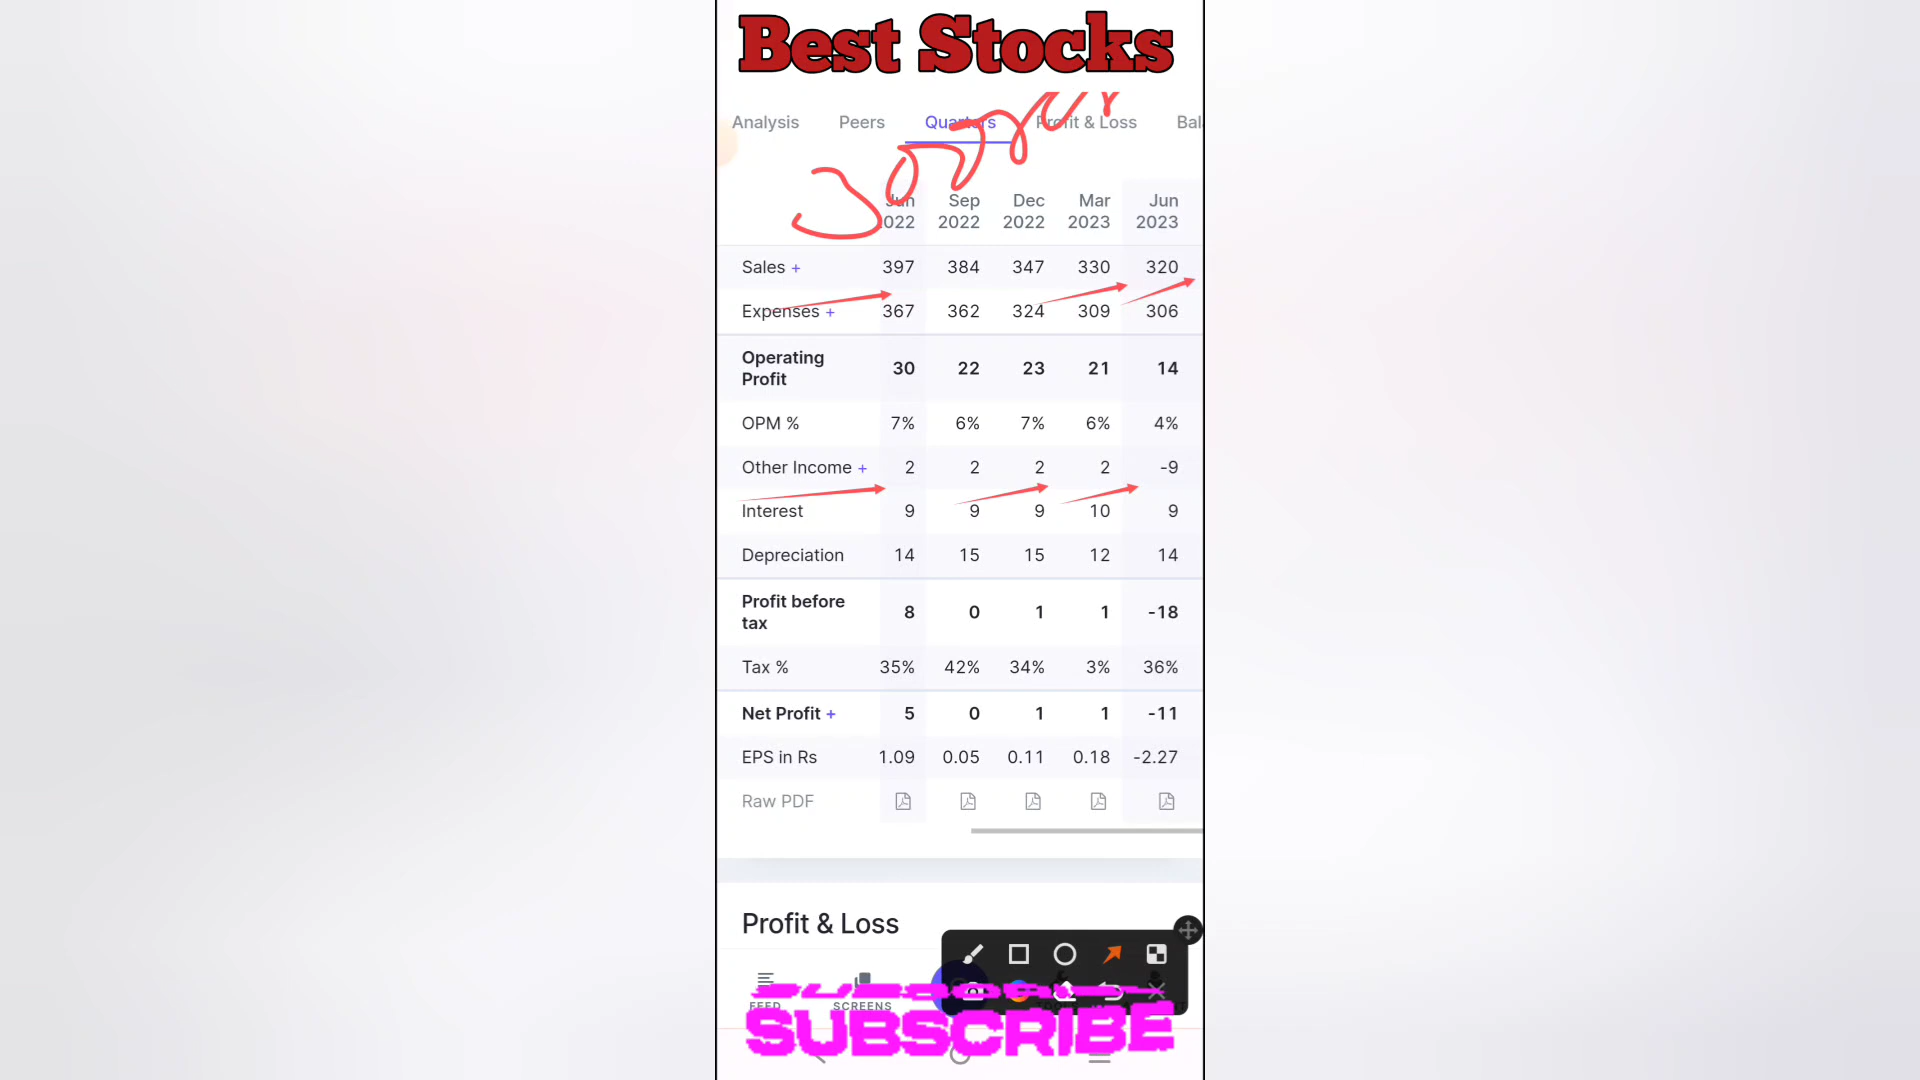 Best Stocks
Analysis Peers Quarters Profit & Loss
Jun Sep Dec Mar Jun
2022 2022 2022 2023 2023
Sales + 397 384 347 330 320
Expenses + 367 362 324 309 306
Operating
Profit 30 22 23 21 14
OPM % 7% 6% 7% 6% 4%
Other Income + 2 2 2 2 -9
Interest 9 9 9 10 9
Depreciation 14 15 15 12 14
Profit before
tax 8 0 1 1 -18
Tax % 35% 42% 34% 3% 36%
Net Profit + 5 0 1 1 -11
EPS in Rs 1.09 0.05 0.11 0.18 -2.27
Raw PDF
Profit & Loss
FEED SCREENS
SUBSCRIBE